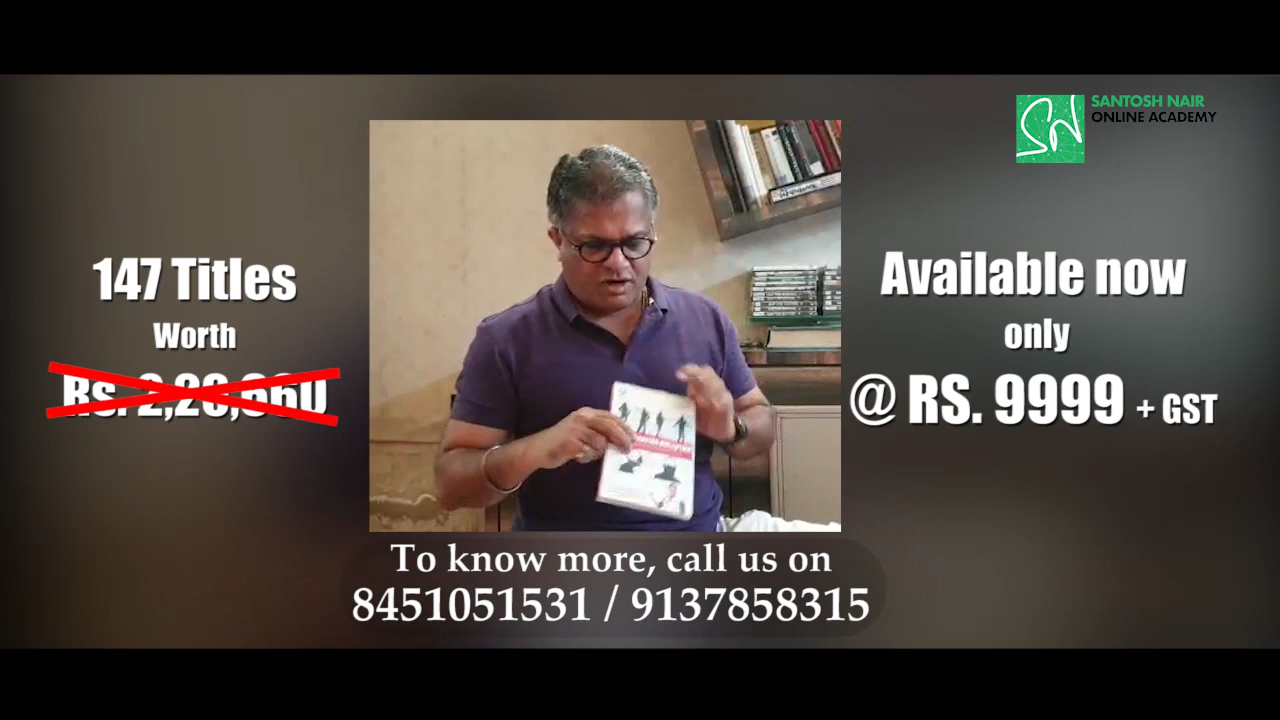 SANTOSH NAIR
ONLINE ACADEMY
147 Titles
Worth
Rs.
Available now
only
@ RS. 9999 + GST
To know more, call us on
8451051531 / 9137858315